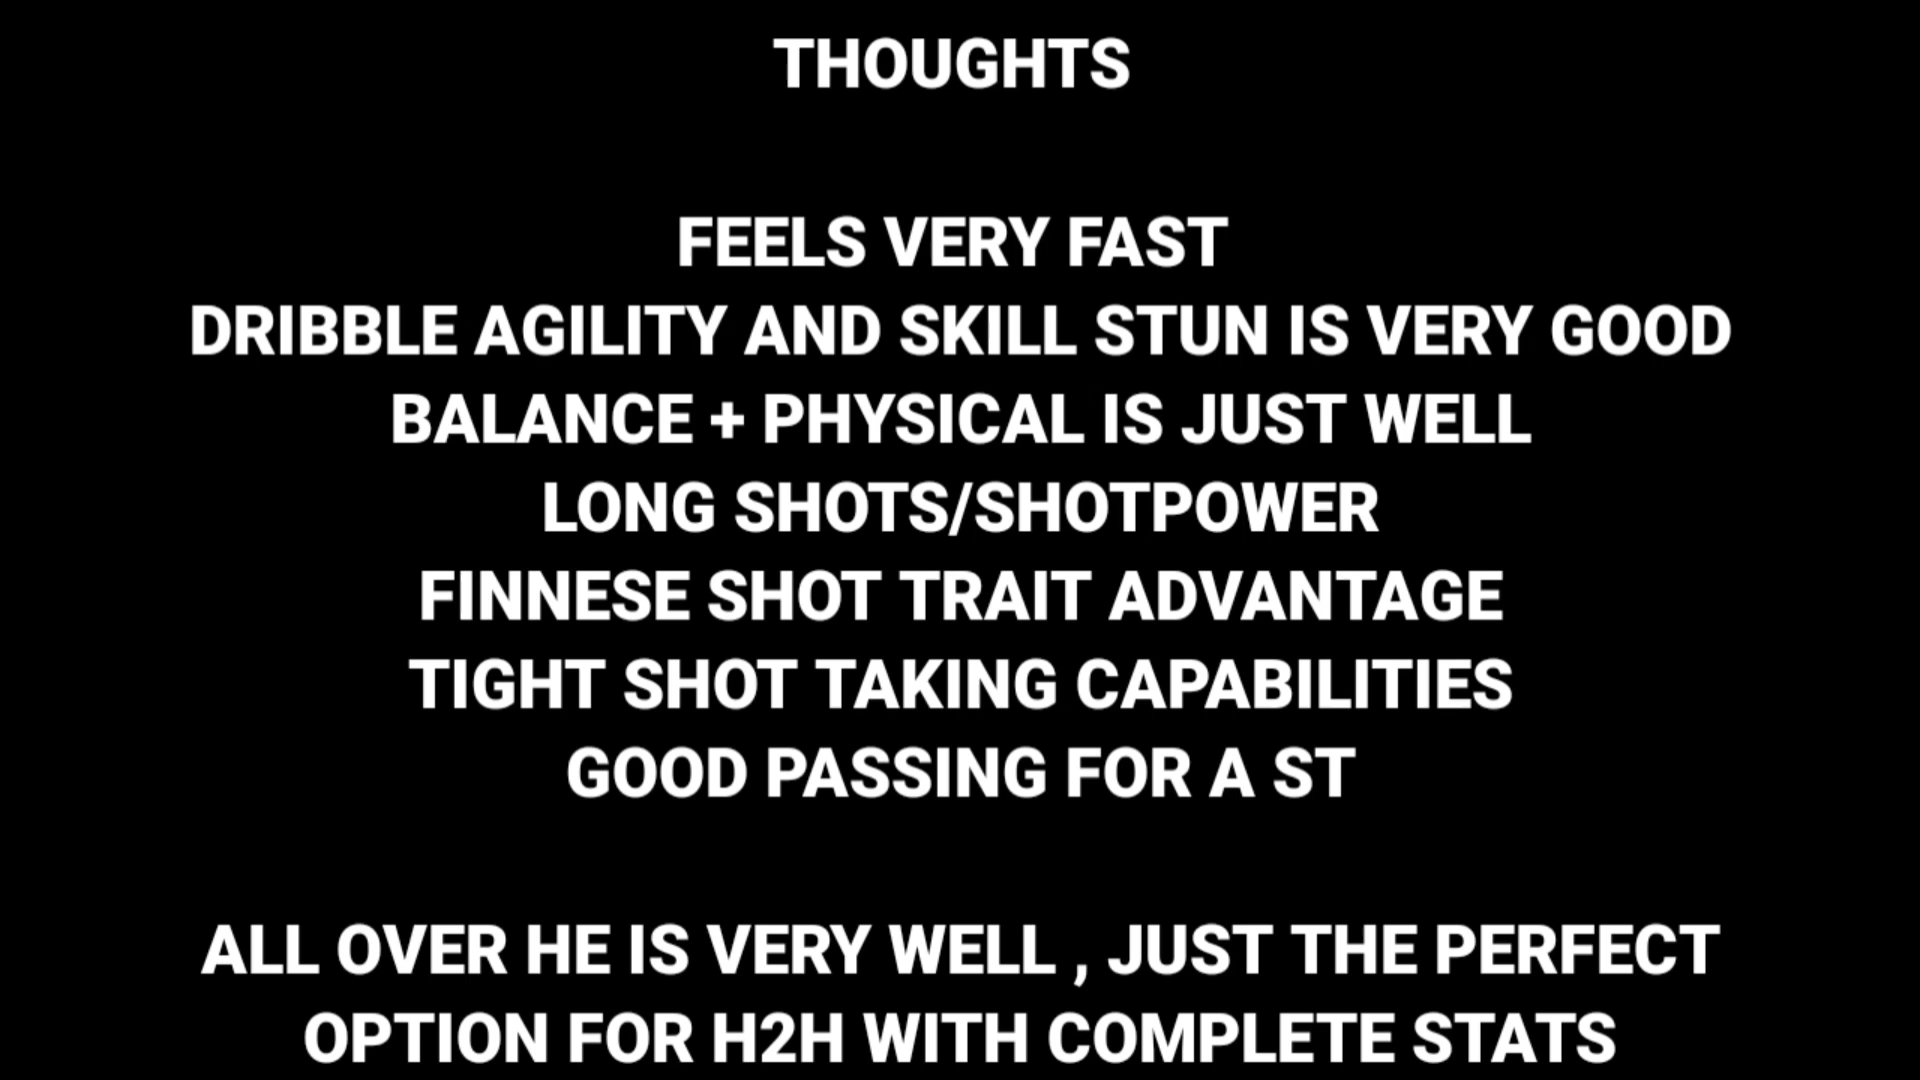 THOUGHTS
FEELS VERY FAST
DRIBBLE AGILITY AND SKILL STUN IS VERY GOOD
BALANCE + PHYSICAL IS JUST WELL
LONG SHOTS/SHOTPOWER
FINNESE SHOT TRAIT ADVANTAGE
TIGHT SHOT TAKING CAPABILITIES
GOOD PASSING FOR A ST
ALL OVER HE IS VERY WELL , JUST THE PERFECT
OPTION FOR H2H WITH COMPLETE STATS